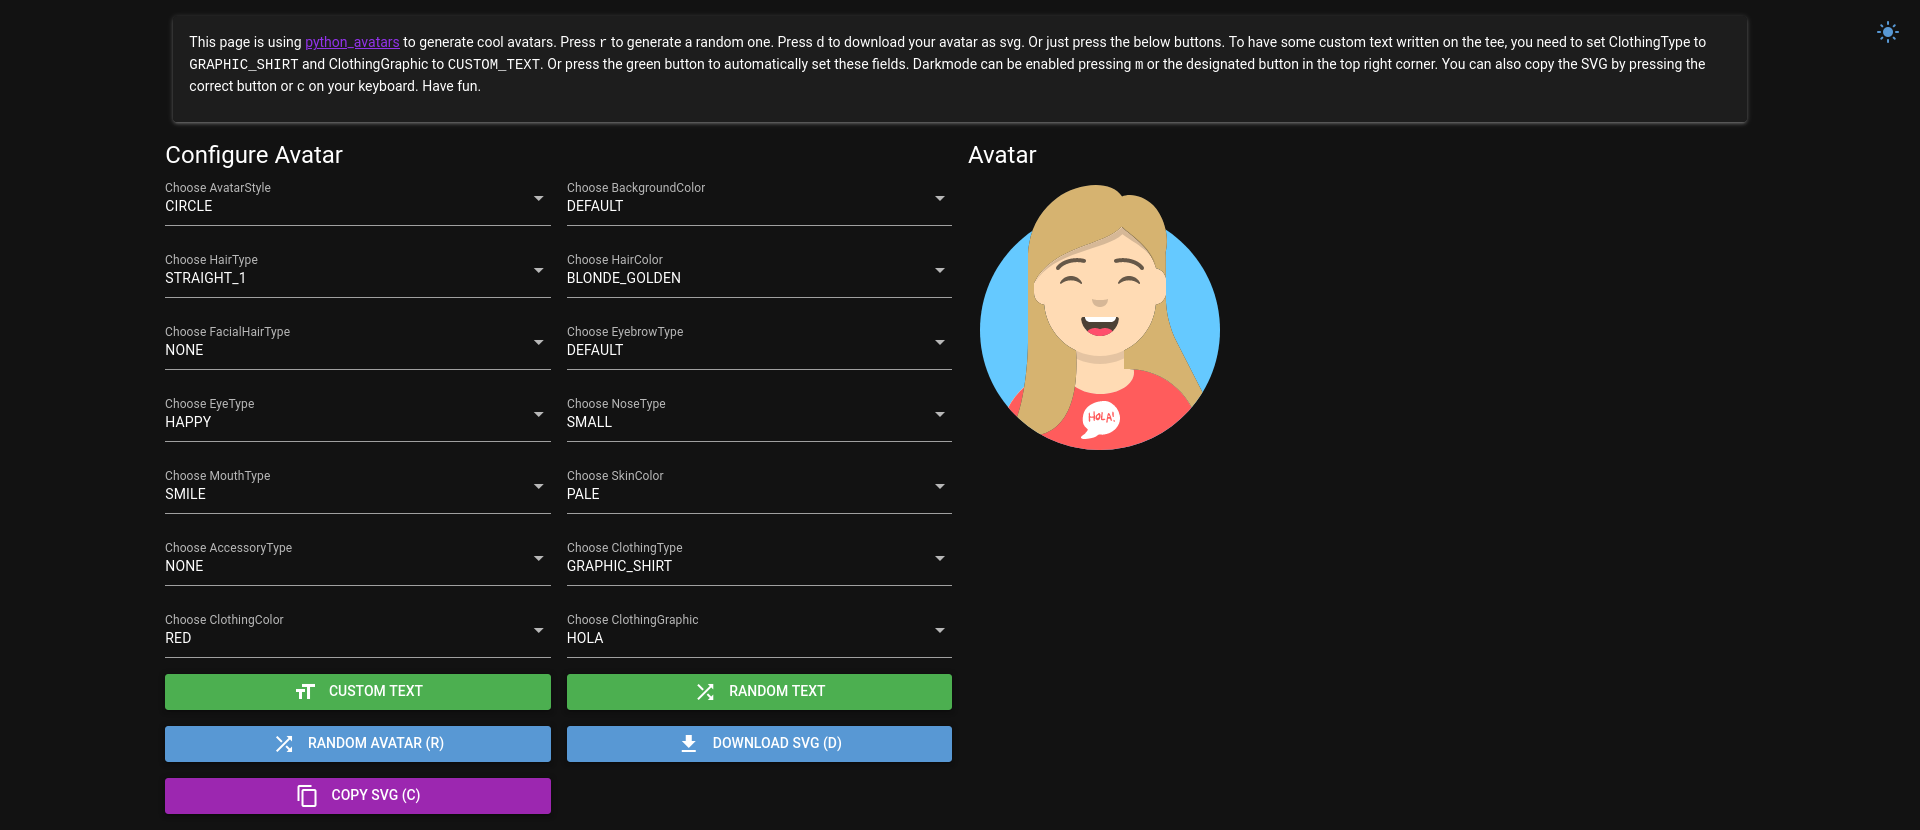 This page is using python_avatars to generate cool avatars. Press r to generate a random one. Press d to download your avatar as svg. Or just press the below buttons. To have some custom text written on the tee, you need to set ClothingType to
GRAPHIC_SHIRT and ClothingGraphic to CUSTOM_TEXT. Or press the green button to automatically set these fields. Darkmode can be enabled pressing m or the designated button in the top right corner. You can also copy the SVG by pressing the
correct button or c on your keyboard. Have fun.
Configure Avatar
Choose AvatarStyle
CIRCLE
Choose BackgroundColor
DEFAULT
Choose HairType
STRAIGHT_1
Choose HairColor
BLONDE_GOLDEN
Choose FacialHairType
NONE
Choose EyebrowType
DEFAULT
Choose EyeType
HAPPY
Choose NoseType
SMALL
Choose MouthType
SMILE
Choose SkinColor
PALE
Choose AccessoryType
NONE
Choose ClothingType
GRAPHIC_SHIRT
Choose ClothingColor
RED
Choose ClothingGraphic
HOLA
CUSTOM TEXT
RANDOM TEXT
RANDOM AVATAR (R)
DOWNLOAD SVG (D)
COPY SVG (C)
Avatar
HOLA!